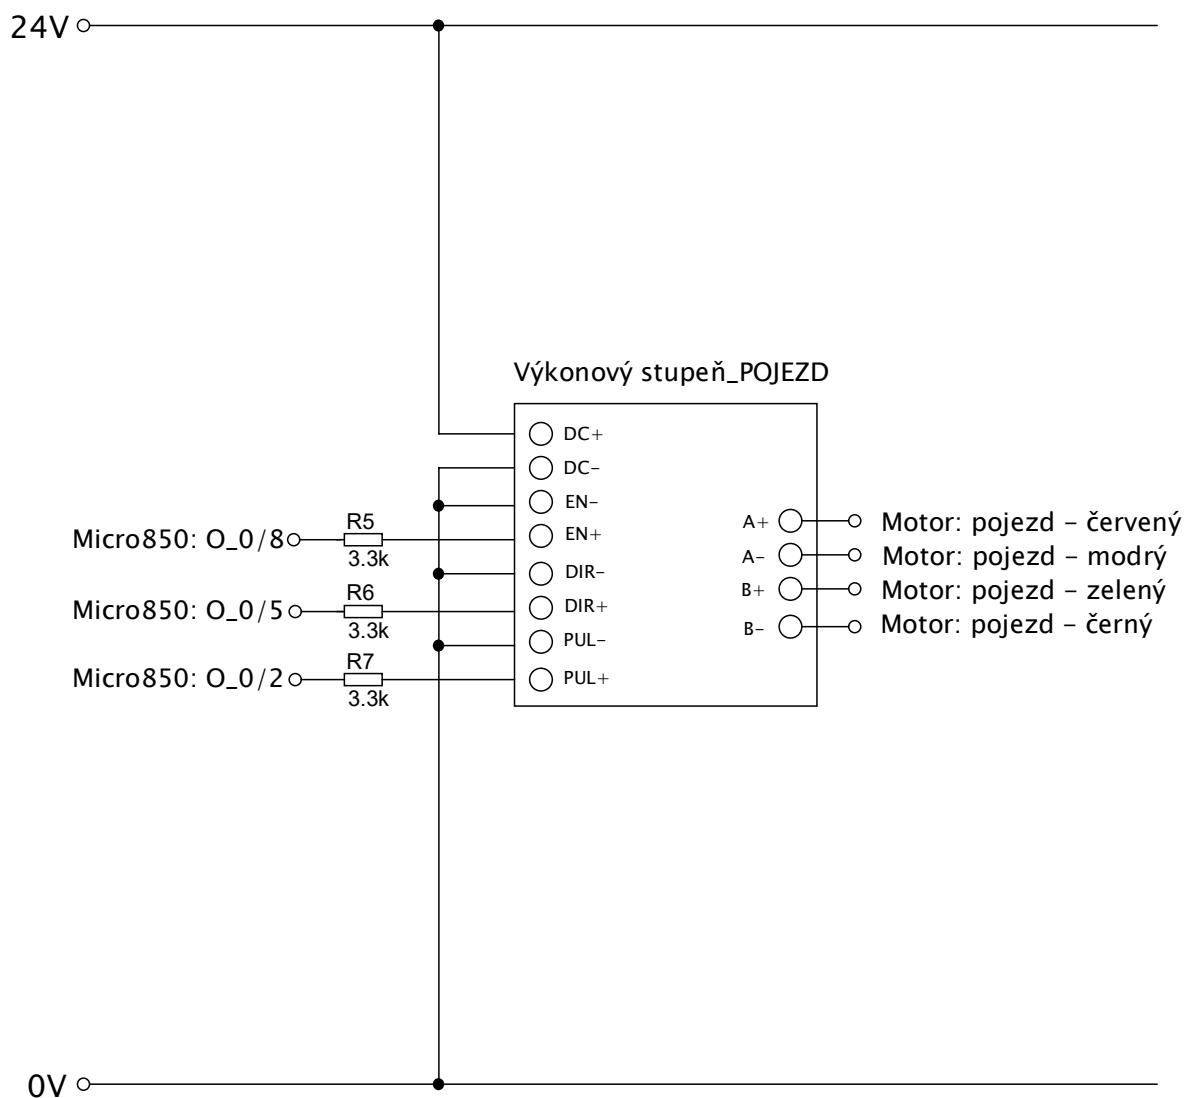 24V
Výkonový stupeň_POJEZD
DC+
DC-
EN-
EN+
DIR-
DIR+
PUL-
PUL+
Micro850: O_0/8
R5
3.3k
Micro850: O_0/5
R6
3.3k
Micro850: O_0/2
R7
3.3k
A+ Motor: pojezd - červený
A- Motor: pojezd - modrý
B+ Motor: pojezd - zelený
B- Motor: pojezd - černý
0V